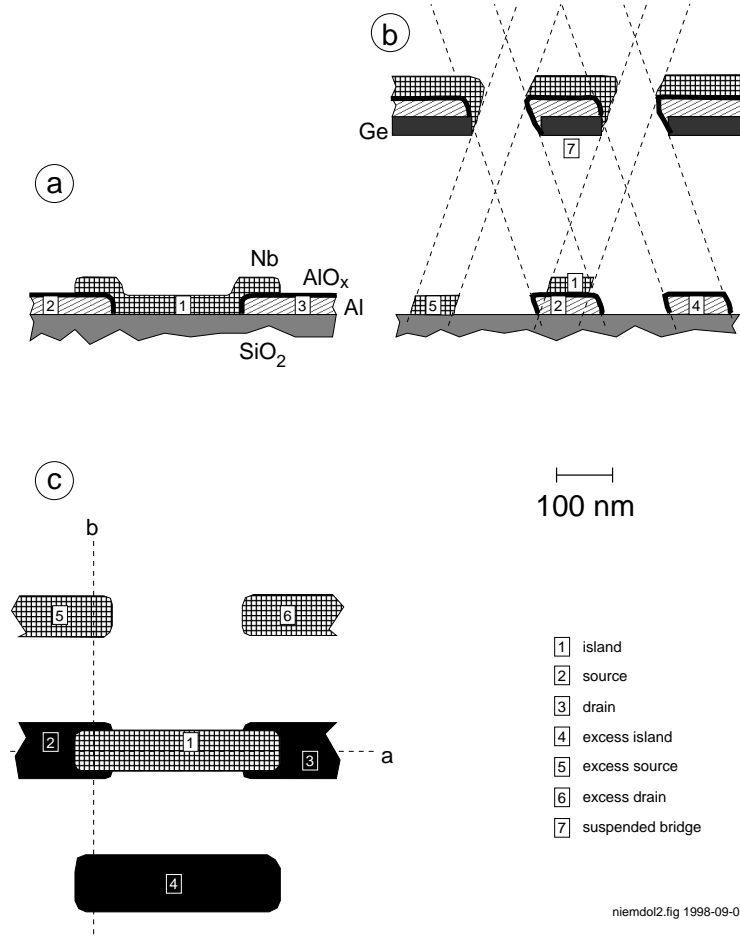 b
Ge
7
a
Nb
AlOx
Al
2
1
3
SiO2
1
5
2
4
c
100 nm
b
5
6
2
1
3
a
4
1 island
2 source
3 drain
4 excess island
5 excess source
6 excess drain
7 suspended bridge
niemdol2.fig 1998-09-0